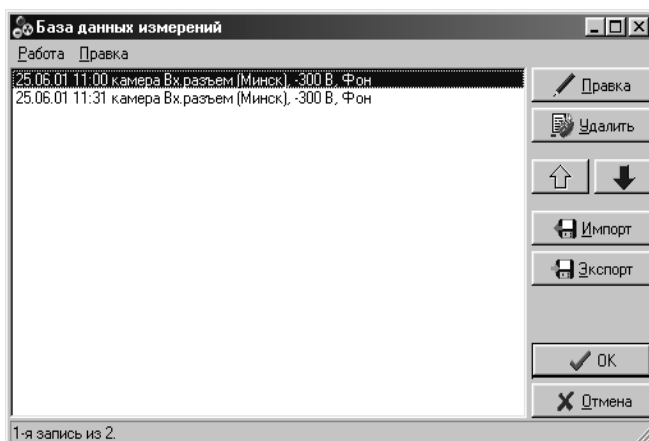 База данных измерений
Работа Правка
25.06.01 11:00 камера Вх.разъем (Минск), -300 В, Фон
25.06.01 11:31 камера Вх.разъем (Минск), -300 В, Фон
Правка
Удалить
Импорт
Экспорт
OK
Отмена
1-я запись из 2.